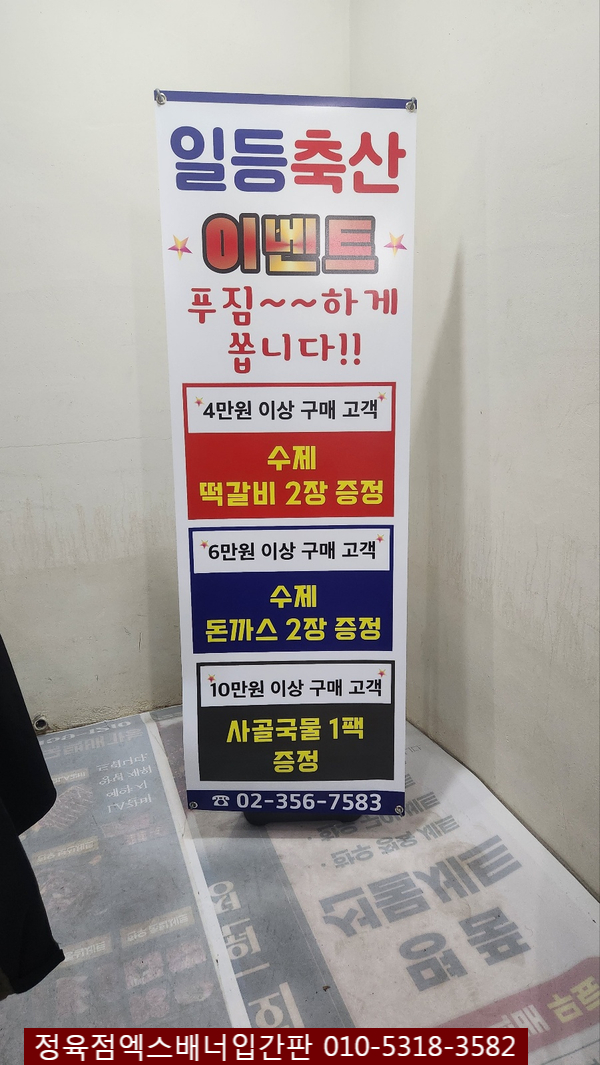 일등축산
이벤트
푸짐~~하게
쏩니다!!
4만원 이상 구매 고객
수제
떡갈비 2장 증정
6만원 이상 구매 고객
수제
돈까스 2장 증정
10만원 이상 구매 고객
사골국물 1팩
증정
☎ 02-356-7583
정육점엑스배너입간판 010-5318-3582